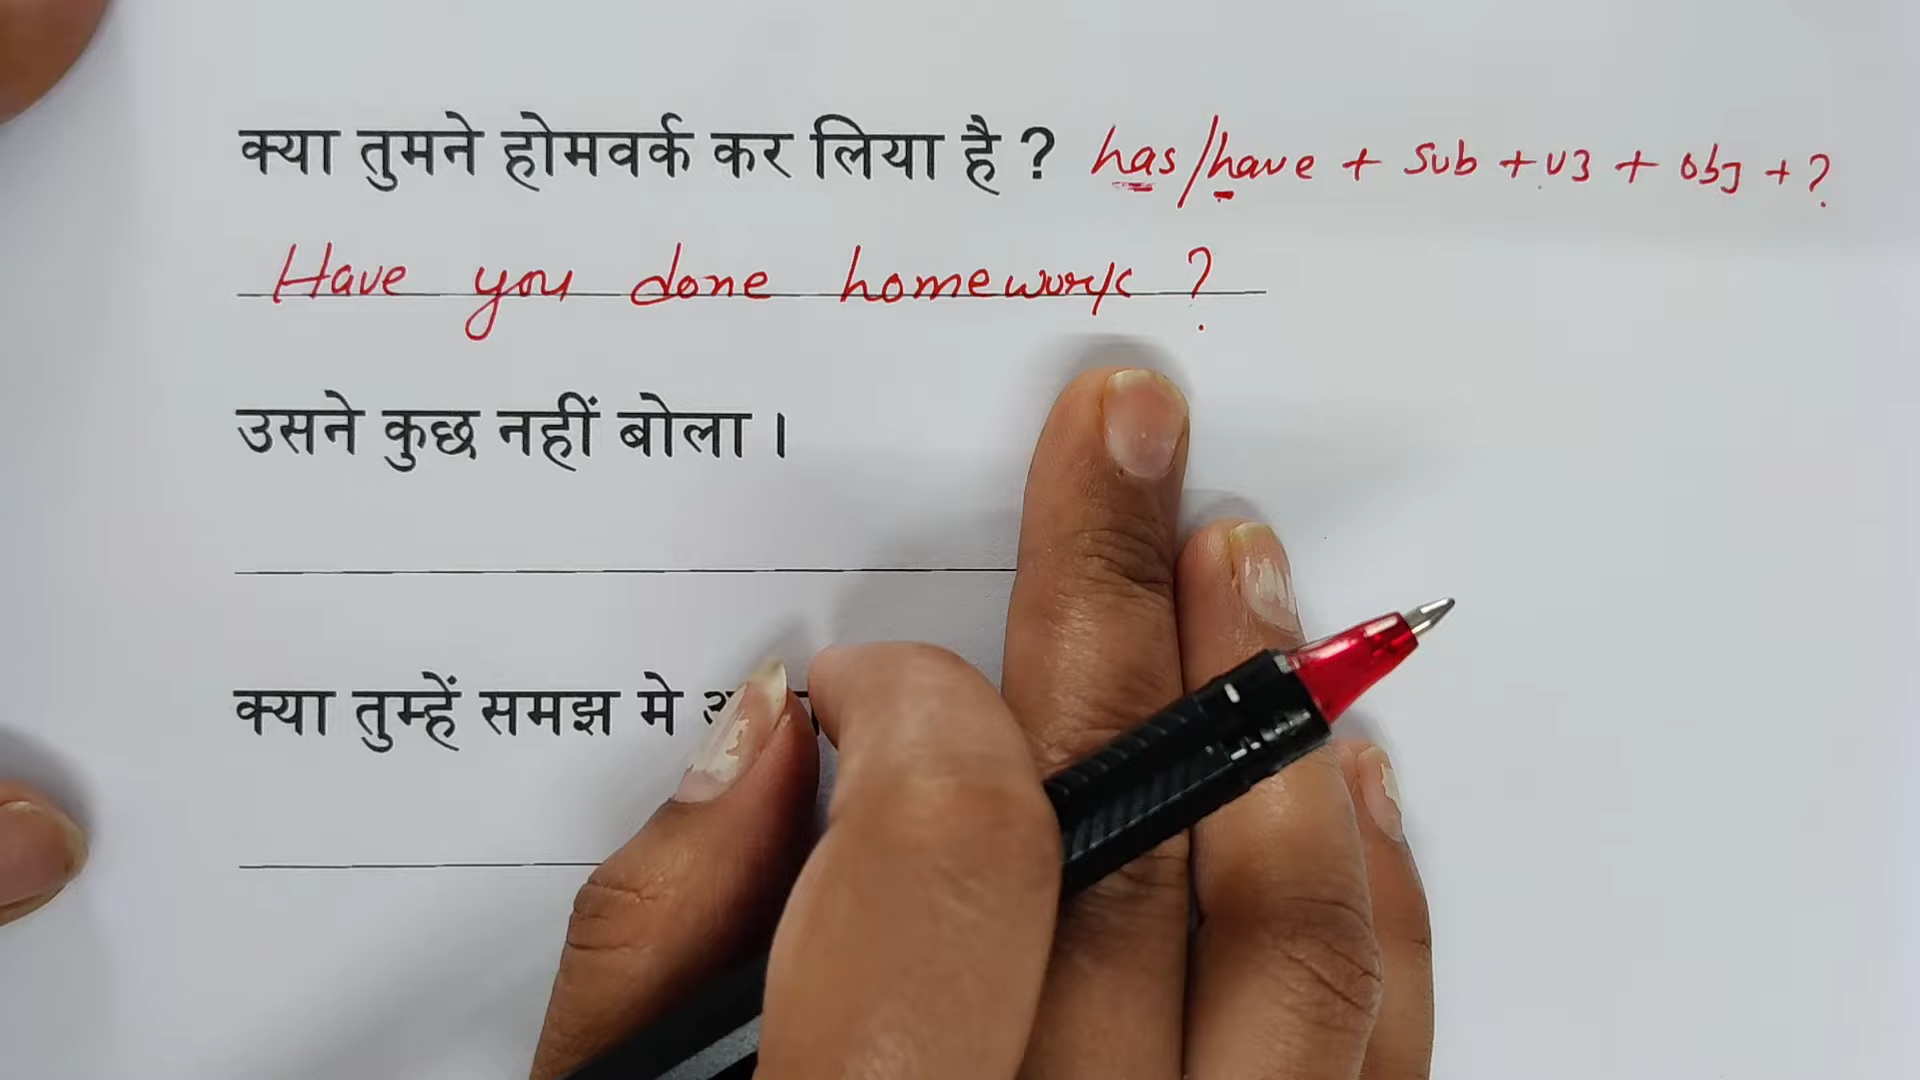 क्या तुमने होमवर्क कर लिया है ? has/have + sub + v3 + obj + ?
Have you done homework ?
उसने कुछ नहीं बोला ।
क्या तुम्हें समझ मे